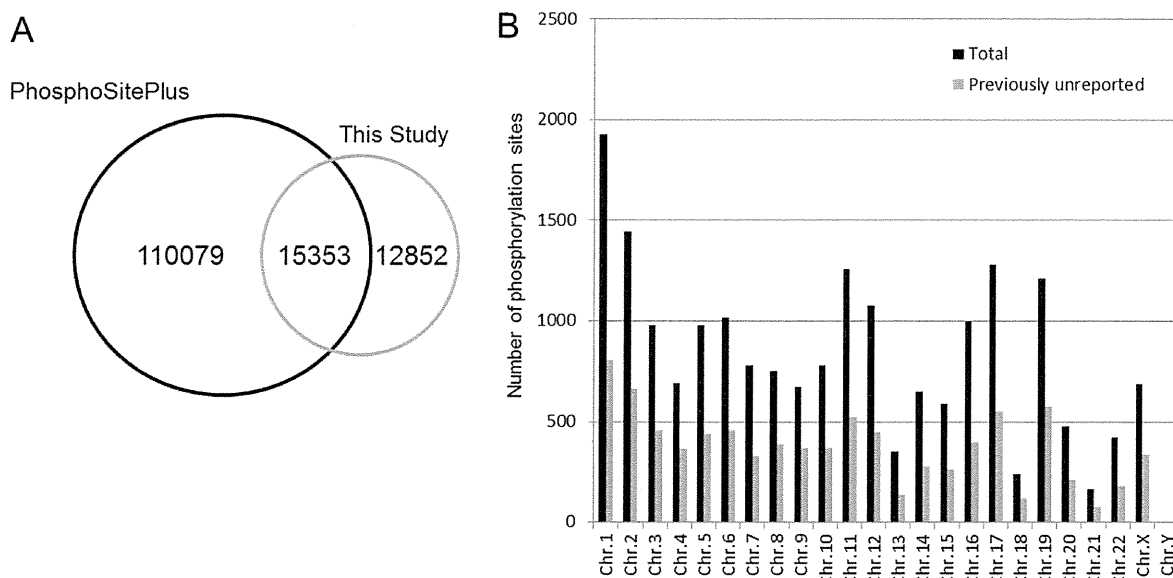 A
PhosphoSitePlus
This Study
110079
15353
12852
B
Number of phosphorylation sites
2500
2000
1500
1000
500
0
Total
Previously unreported
Chr.1
Chr.2
Chr.3
Chr.4
Chr.5
Chr.6
Chr.7
Chr.8
Chr.9
Chr.10
Chr.11
Chr.12
Chr.13
Chr.14
Chr.15
Chr.16
Chr.17
Chr.18
Chr.19
Chr.20
Chr.21
Chr.22
Chr.X
Chr.Y